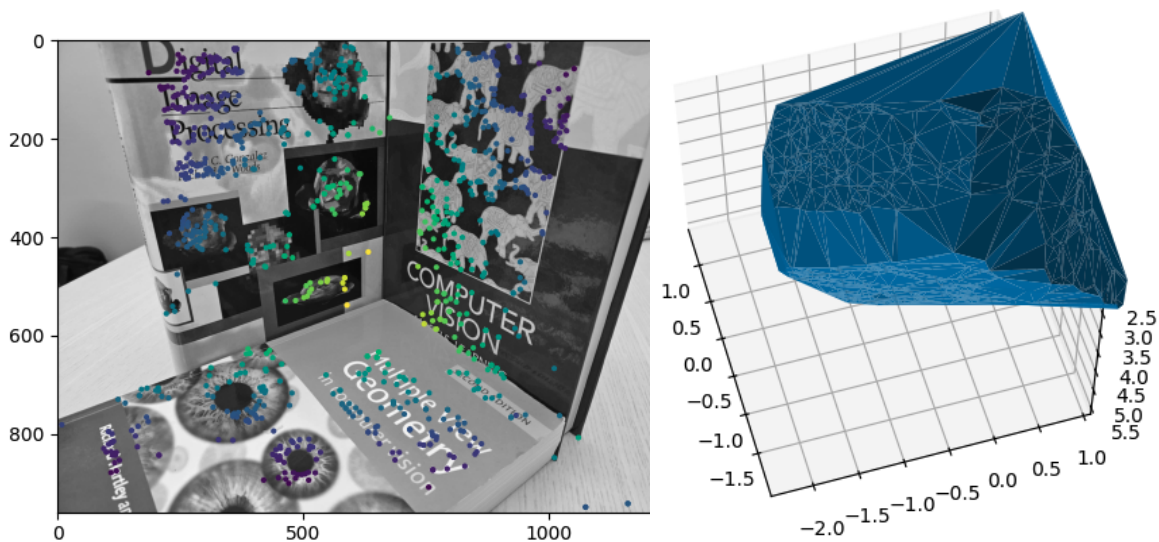 Digital
Image
Processing
C. Gonzalez
Woods
COMPUTER
VISION
EDITION
Multiple View
Geometry
in computer vision
0
200
400
600
800
0
500
1000
1.0
0.5
0.0
−0.5
−1.0
−1.5
−2.0
−1.5
−1.0
−0.5
0.0
0.5
1.0
2.5
3.0
3.5
4.0
4.5
5.0
5.5